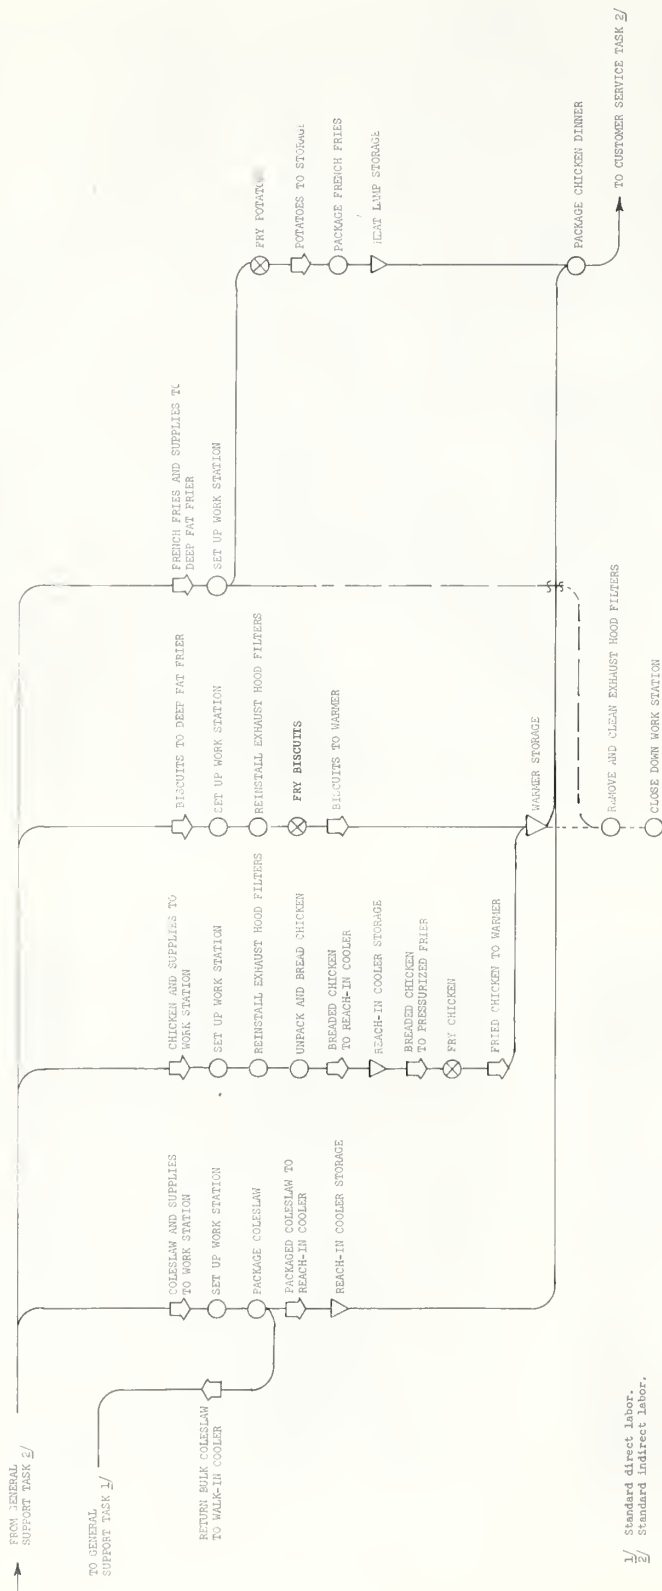 FROM GENERAL
SUPPORT TASK 2/
TO GENERAL
SUPPORT TASK 1/
RETURN BULK COLESLAW
TO WALK-IN COOLER
COLESLAW AND SUPPLIES
TO WORK STATION
SET UP WORK STATION
PACKAGE COLESLAW
PACKAGED COLESLAW TO
REACH-IN COOLER
REACH-IN COOLER STORAGE
CHICKEN AND SUPPLIES TO
WORK STATION
SET UP WORK STATION
REINSTALL EXHAUST HOOD FILTERS
UNPACK AND BREAD CHICKEN
BREADED CHICKEN
TO REACH-IN COOLER
REACH-IN COOLER STORAGE
BREADED CHICKEN
TO PRESSURIZED FRIER
FRY CHICKEN
FRIED CHICKEN TO WARMER
BISCUITS TO DEEP FAT FRIER
SET UP WORK STATION
REINSTALL EXHAUST HOOD FILTERS
FRY BISCUITS
BISCUITS TO WARMER
WARMER STORAGE
REMOVE AND CLEAN EXHAUST HOOD FILTERS
CLOSE DOWN WORK STATION
FRENCH FRIES AND SUPPLIES TO
DEEP FAT FRIER
SET UP WORK STATION
FRY POTATO
POTATOES TO STORAGE
PACKAGE FRENCH FRIES
HEAT LAMP STORAGE
PACKAGE CHICKEN DINNER
TO CUSTOMER SERVICE TASK 2/
1/ Standard direct labor.
2/ Standard indirect labor.